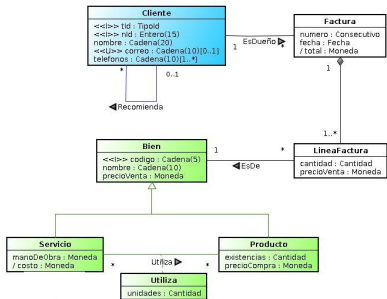 Cliente
<<I>> tId : TipoId
<<I>> nId : Entero(15)
nombre : Cadena(20)
<<U>> correo : Cadena(10)[0..1]
telefonos : Cadena(10)[1..*]
EsDueño
1
*
Factura
numero : Consecutivo
fecha : Fecha
/ total : Moneda
*
0..1
Recomienda
1
1..*
Bien
<<I>> codigo : Cadena(5)
nombre : Cadena(10)
precioVenta : Moneda
1
*
EsDe
LineaFactura
cantidad : Cantidad
precioVenta : Moneda
Servicio
manoDeObra : Moneda
/ costo : Moneda
*
Utiliza
*
Producto
existencias : Cantidad
precioCompra : Moneda
Utiliza
unidades : Cantidad